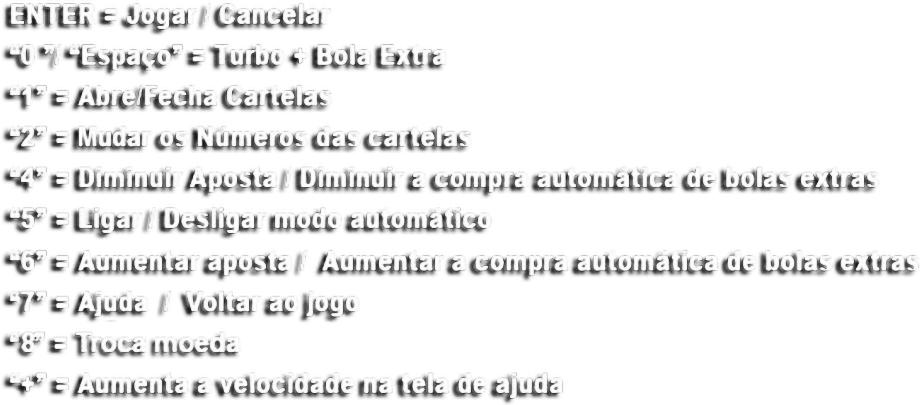 ENTER = Jogar / Cancelar
“0 ”/ “Espaço” = Turbo + Bola Extra
“1” = Abre/Fecha Cartelas
“2” = Mudar os Números das cartelas
“4” = Diminuir Aposta / Diminuir a compra automática de bolas extras
“5” = Ligar / Desligar modo automático
“6” = Aumentar aposta /  Aumentar a compra automática de bolas extras
“7” = Ajuda  /  Voltar ao jogo
“8” = Troca moeda
“+” = Aumenta a velocidade na tela de ajuda